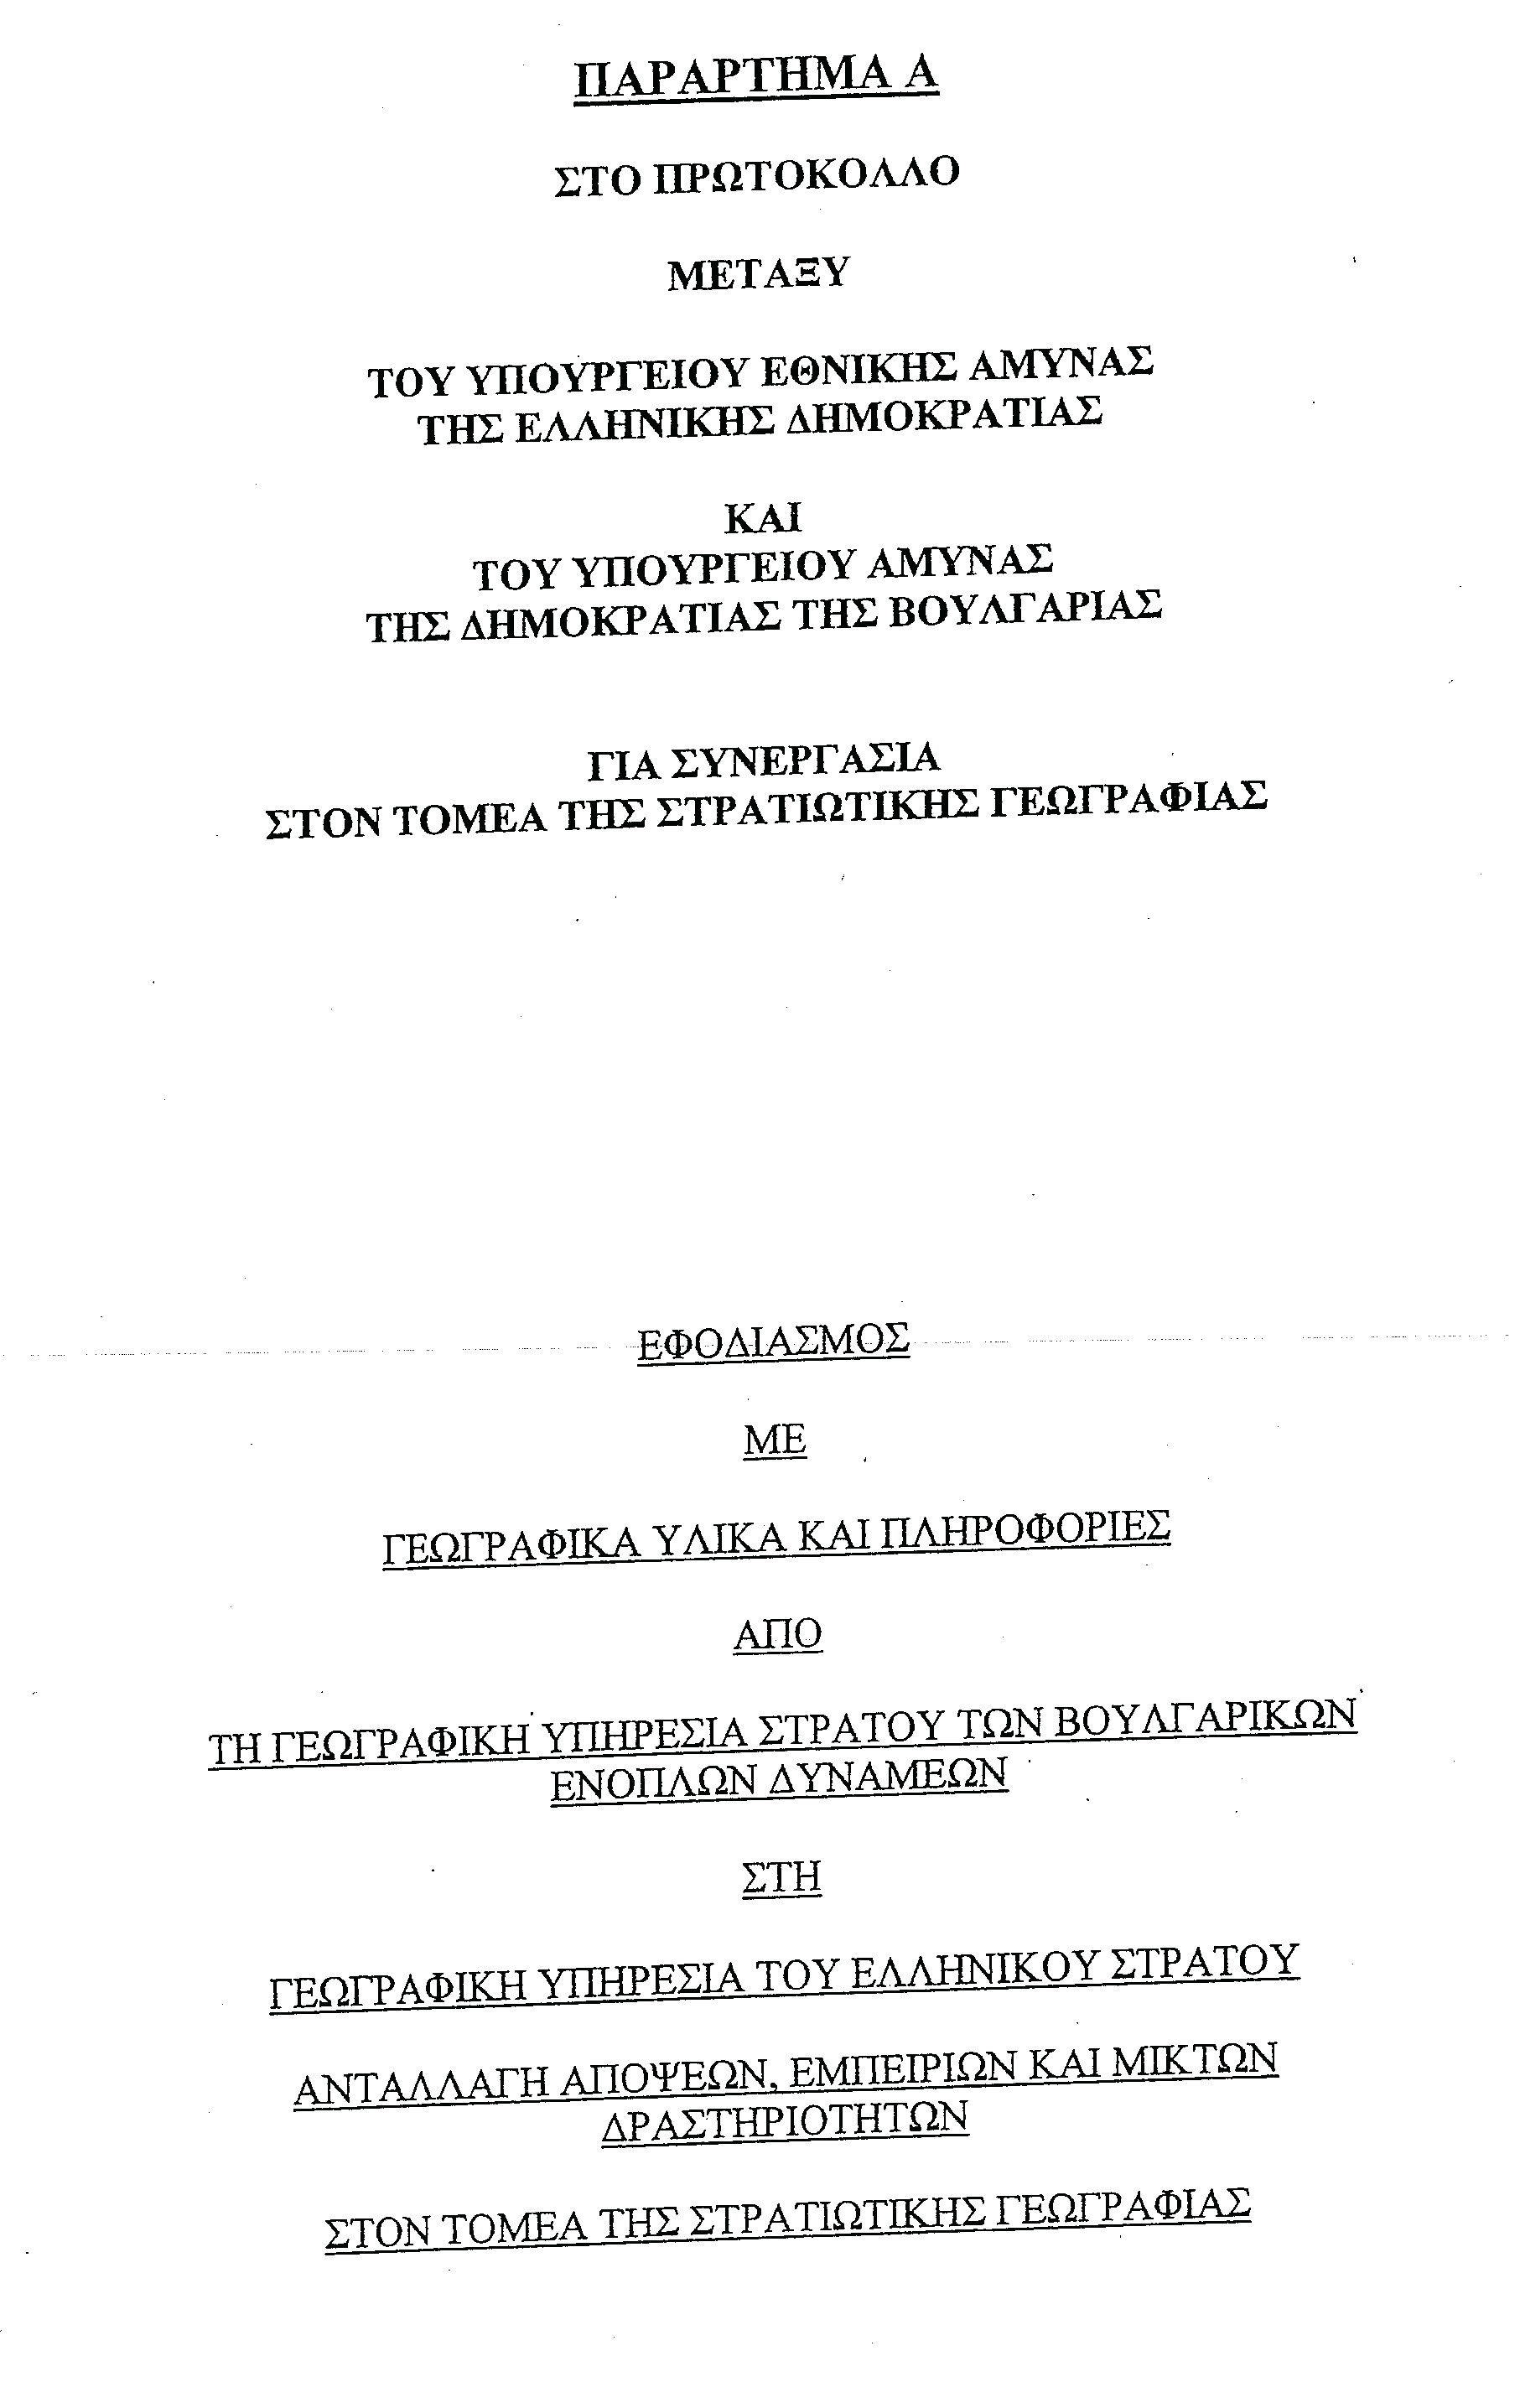 ΠΑΡΑΡΤΗΜΑ Α
ΣΤΟ ΠΡΩΤΟΚΟΛΛΟ
ΜΕΤΑΞΥ
ΤΟΥ ΥΠΟΥΡΓΕΙΟΥ ΕΘΝΙΚΗΣ ΑΜΥΝΑΣ
ΤΗΣ ΕΛΛΗΝΙΚΗΣ ΔΗΜΟΚΡΑΤΙΑΣ
ΚΑΙ
ΤΟΥ ΥΠΟΥΡΓΕΙΟΥ ΑΜΥΝΑΣ
ΤΗΣ ΔΗΜΟΚΡΑΤΙΑΣ ΤΗΣ ΒΟΥΛΓΑΡΙΑΣ
ΓΙΑ ΣΥΝΕΡΓΑΣΙΑ
ΣΤΟΝ ΤΟΜΕΑ ΤΗΣ ΣΤΡΑΤΙΩΤΙΚΗΣ ΓΕΩΓΡΑΦΙΑΣ
ΕΦΟΔΙΑΣΜΟΣ
ΜΕ
ΓΕΩΓΡΑΦΙΚΑ ΥΛΙΚΑ ΚΑΙ ΠΛΗΡΟΦΟΡΙΕΣ
ΑΠΟ
ΤΗ ΓΕΩΓΡΑΦΙΚΗ ΥΠΗΡΕΣΙΑ ΣΤΡΑΤΟΥ ΤΩΝ ΒΟΥΛΓΑΡΙΚΩΝ
ΕΝΟΠΛΩΝ ΔΥΝΑΜΕΩΝ
ΣΤΗ
ΓΕΩΓΡΑΦΙΚΗ ΥΠΗΡΕΣΙΑ ΤΟΥ ΕΛΛΗΝΙΚΟΥ ΣΤΡΑΤΟΥ
ΑΝΤΑΛΛΑΓΗ ΑΠΟΨΕΩΝ, ΕΜΠΕΙΡΙΩΝ ΚΑΙ ΜΙΚΤΩΝ
ΔΡΑΣΤΗΡΙΟΤΗΤΩΝ
ΣΤΟΝ ΤΟΜΕΑ ΤΗΣ ΣΤΡΑΤΙΩΤΙΚΗΣ ΓΕΩΓΡΑΦΙΑΣ